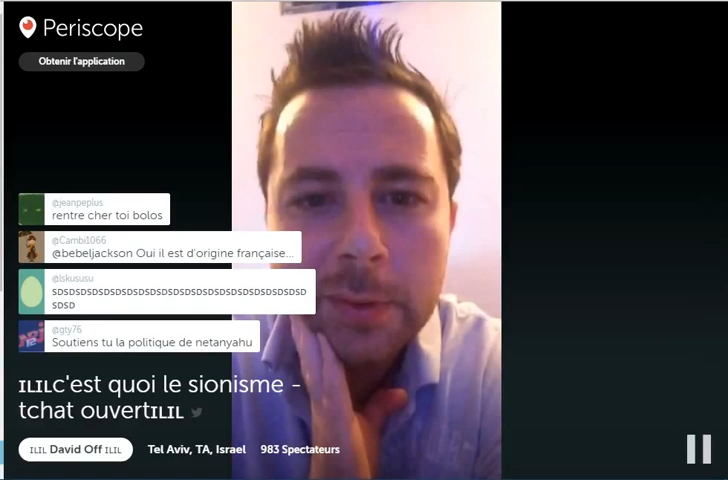 Periscope
Obtenir l'application
@jeanpeplus
rentre cher toi bolos
@Cambi1066
@bebeljackson Oui il est d'origine française...
@lskususu
SDSDSDSDSDSDSDSDSDSDSDSDSDSDSDSDSDSDSDSDSDSD
SDSD
@gty76
Soutiens tu la politique de netanyahu
ɪʟɪʟc'est quoi le sionisme -
tchat ouvertɪʟɪʟ
ɪʟɪʟ David Off ɪʟɪʟ
Tel Aviv, TA, Israel
983 Spectateurs